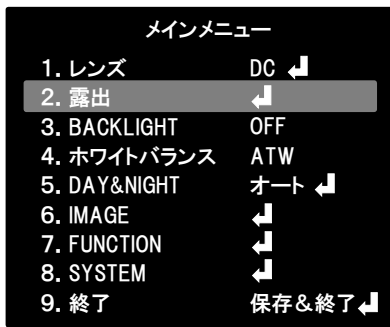 メインメニュー
1. レンズ DC ↲
2. 露出 ↲
3. BACKLIGHT OFF
4. ホワイトバランス ATW
5. DAY&NIGHT オート ↲
6. IMAGE ↲
7. FUNCTION ↲
8. SYSTEM ↲
9. 終了 保存&終了↲